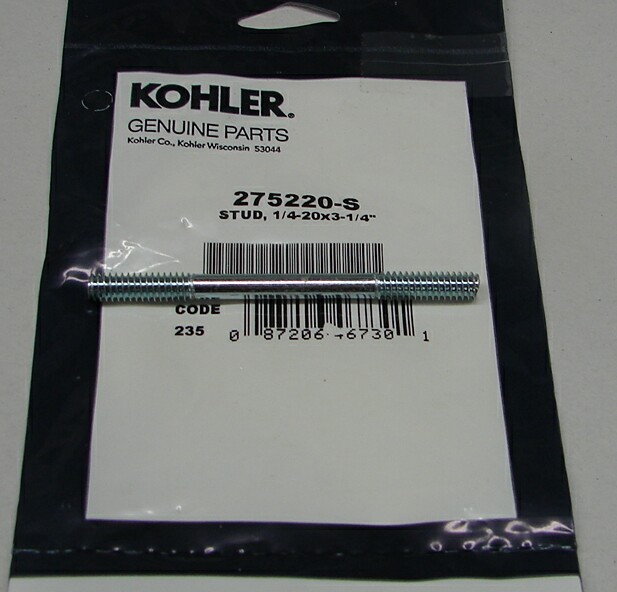 KOHLER®
GENUINE PARTS
Kohler Co., Kohler Wisconsin 53044
275220-S
STUD, 1/4-20x3-1/4"
CODE
235
0 87206 46730 1